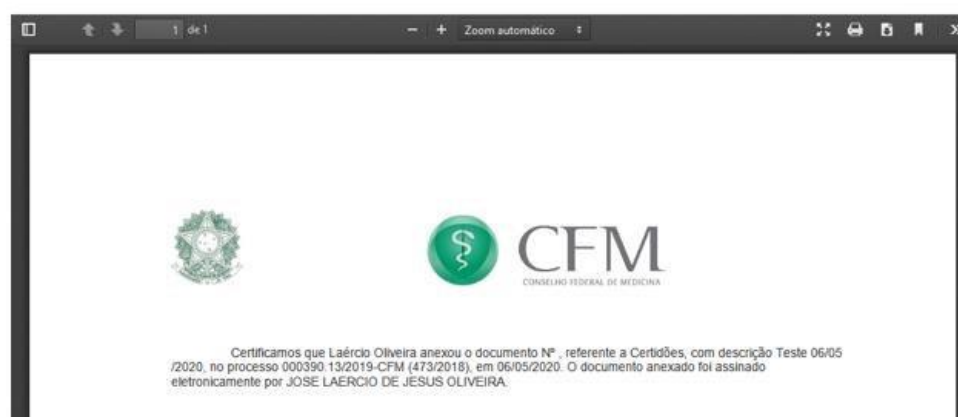 1 de 1 − + Zoom automático
CFM
CONSELHO FEDERAL DE MEDICINA
Certificamos que Laércio Oliveira anexou o documento Nº , referente a Certidões, com descrição Teste 06/05
/2020, no processo 000390.13/2019-CFM (473/2018), em 06/05/2020. O documento anexado foi assinado
eletronicamente por JOSE LAERCIO DE JESUS OLIVEIRA.